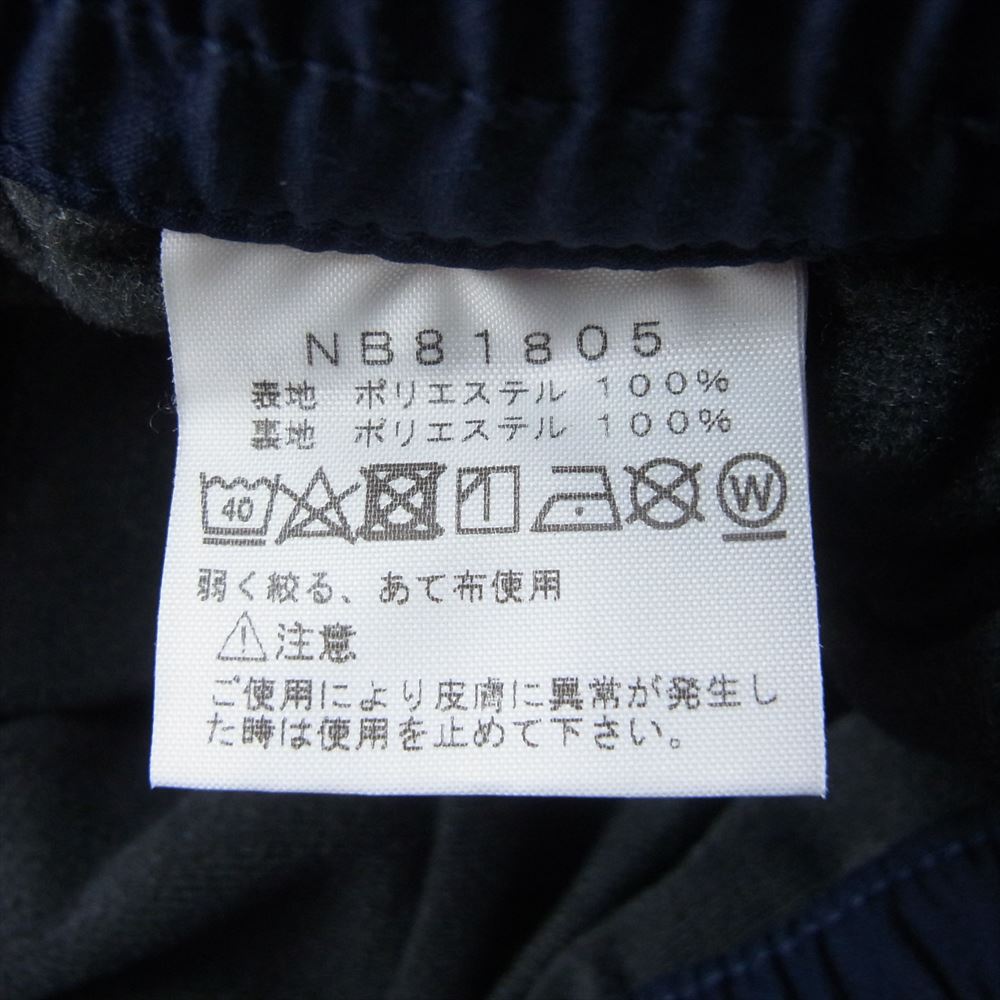 NB81805
表地 ポリエステル 100%
裏地 ポリエステル 100%
40 W
弱く絞る、あて布使用
注意
ご使用により皮膚に異常が発生し
た時は使用を止めて下さい。